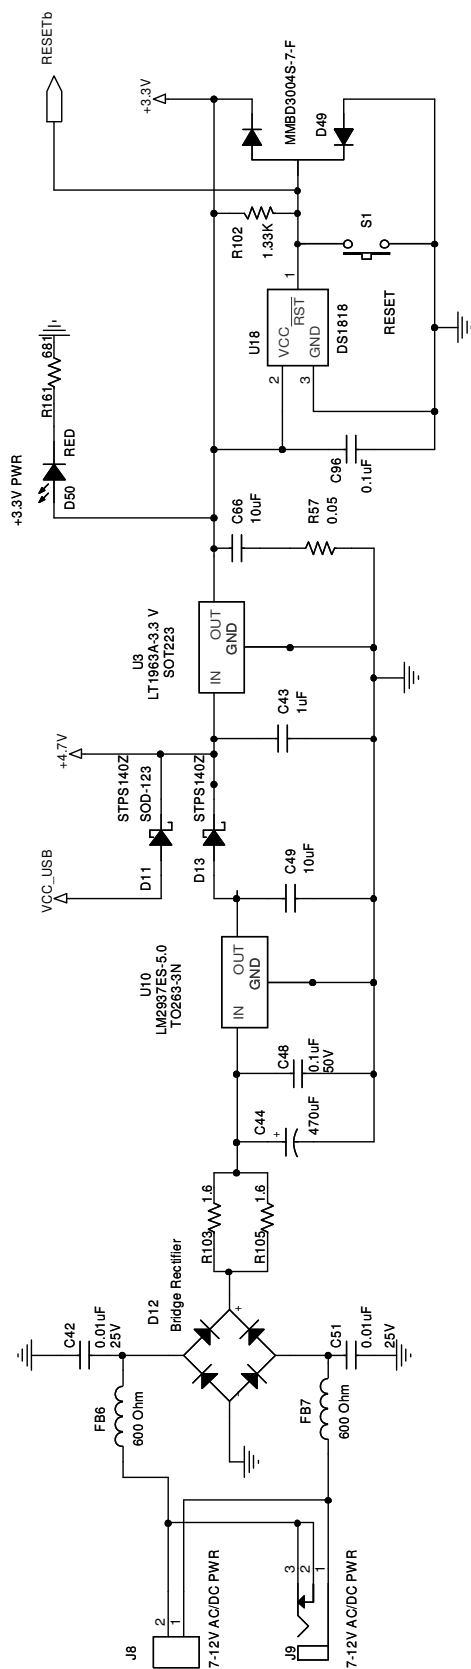 J8
2
1
7-12V AC/DC PWR
J9
3
2
1
7-12V AC/DC PWR
FB6
600 Ohm
C42
0.01uF
25V
D12
Bridge Rectifier
+
-
FB7
600 Ohm
C51
0.01uF
25V
R103
1.6
R105
1.6
C44
+
470uF
C48
0.1uF
50V
U10
LM2937ES-5.0
TO263-3N
IN
OUT
GND
C49
10uF
VCC_USB
D11
STPS140Z
SOD-123
D13
STPS140Z
+4.7V
C43
1uF
U3
LT1963A-3.3 V
SOT223
IN
OUT
GND
C66
10uF
R57
0.05
+3.3V PWR
D50
RED
R161
681
C96
0.1uF
U18
VCC
RST
GND
2
3
1
DS1818
R102
1.33K
RESET
S1
D49
MMBD3004S-7-F
+3.3V
RESETb